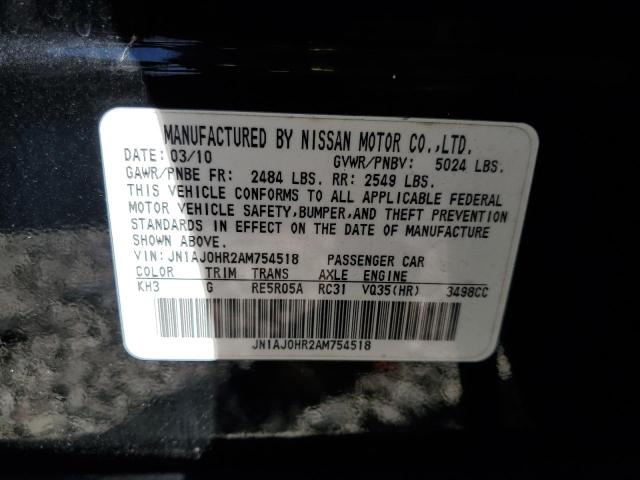 MANUFACTURED BY NISSAN MOTOR CO.,LTD.
DATE: 03/10 GVWR/PNBV: 5024 LBS.
GAWR/PNBE FR: 2484 LBS. RR: 2549 LBS.
THIS VEHICLE CONFORMS TO ALL APPLICABLE FEDERAL
MOTOR VEHICLE SAFETY,BUMPER,AND THEFT PREVENTION
STANDARDS IN EFFECT ON THE DATE OF MANUFACTURE
SHOWN ABOVE.
VIN: JN1AJ0HR2AM754518 PASSENGER CAR
COLOR TRIM TRANS AXLE ENGINE
KH3 G RE5R05A RC31 VQ35(HR) 3498CC
JN1AJ0HR2AM754518